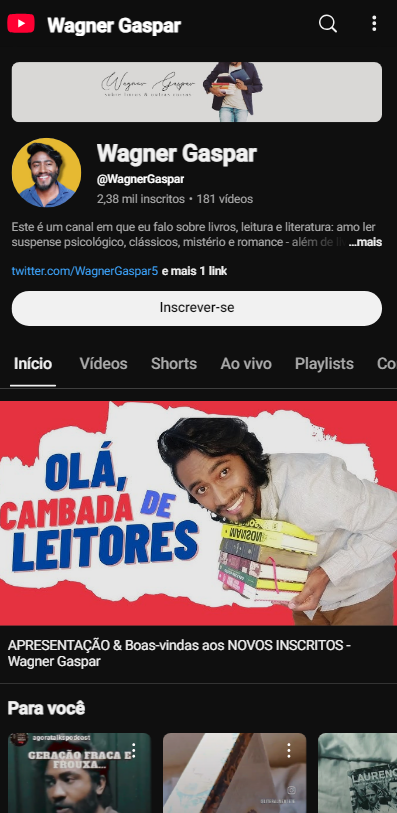 Wagner Gaspar
Wagner Gaspar
sobre livros & outras coisas
Wagner Gaspar
@WagnerGaspar
2,38 mil inscritos • 181 vídeos
Este é um canal em que eu falo sobre livros, leitura e literatura: amo ler
suspense psicológico, clássicos, mistério e romance - além de ...mais
twitter.com/WagnerGaspar5 e mais 1 link
Inscrever-se
Início Vídeos Shorts Ao vivo Playlists Co
OLÁ,
CAMBADA DE
LEITORES
APRESENTAÇÃO & Boas-vindas aos NOVOS INSCRITOS -
Wagner Gaspar
Para você
agoratalkspodcast
GERAÇÃO FRACA E
FROUXA...
LAURENC